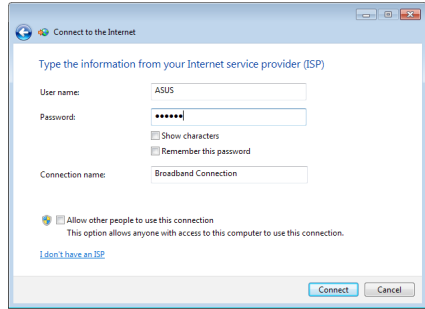 Connect to the Internet
Type the information from your Internet service provider (ISP)
User name: ASUS
Password: ••••••
Show characters
Remember this password
Connection name: Broadband Connection
Allow other people to use this connection
This option allows anyone with access to this computer to use this connection.
I don't have an ISP
Connect Cancel